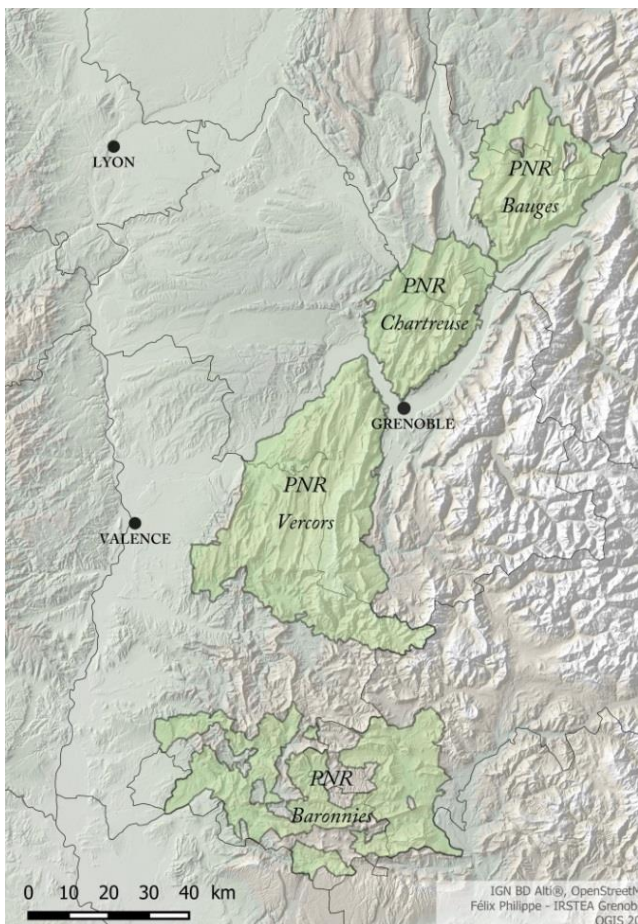 PNR
Bauges
LYON
PNR
Chartreuse
GRENOBLE
PNR
Vercors
VALENCE
PNR
Baronnies
0 10 20 30 40 km
IGN BD Alti®, OpenStreetM
Félix Philippe - IRSTEA Grenob
QGIS